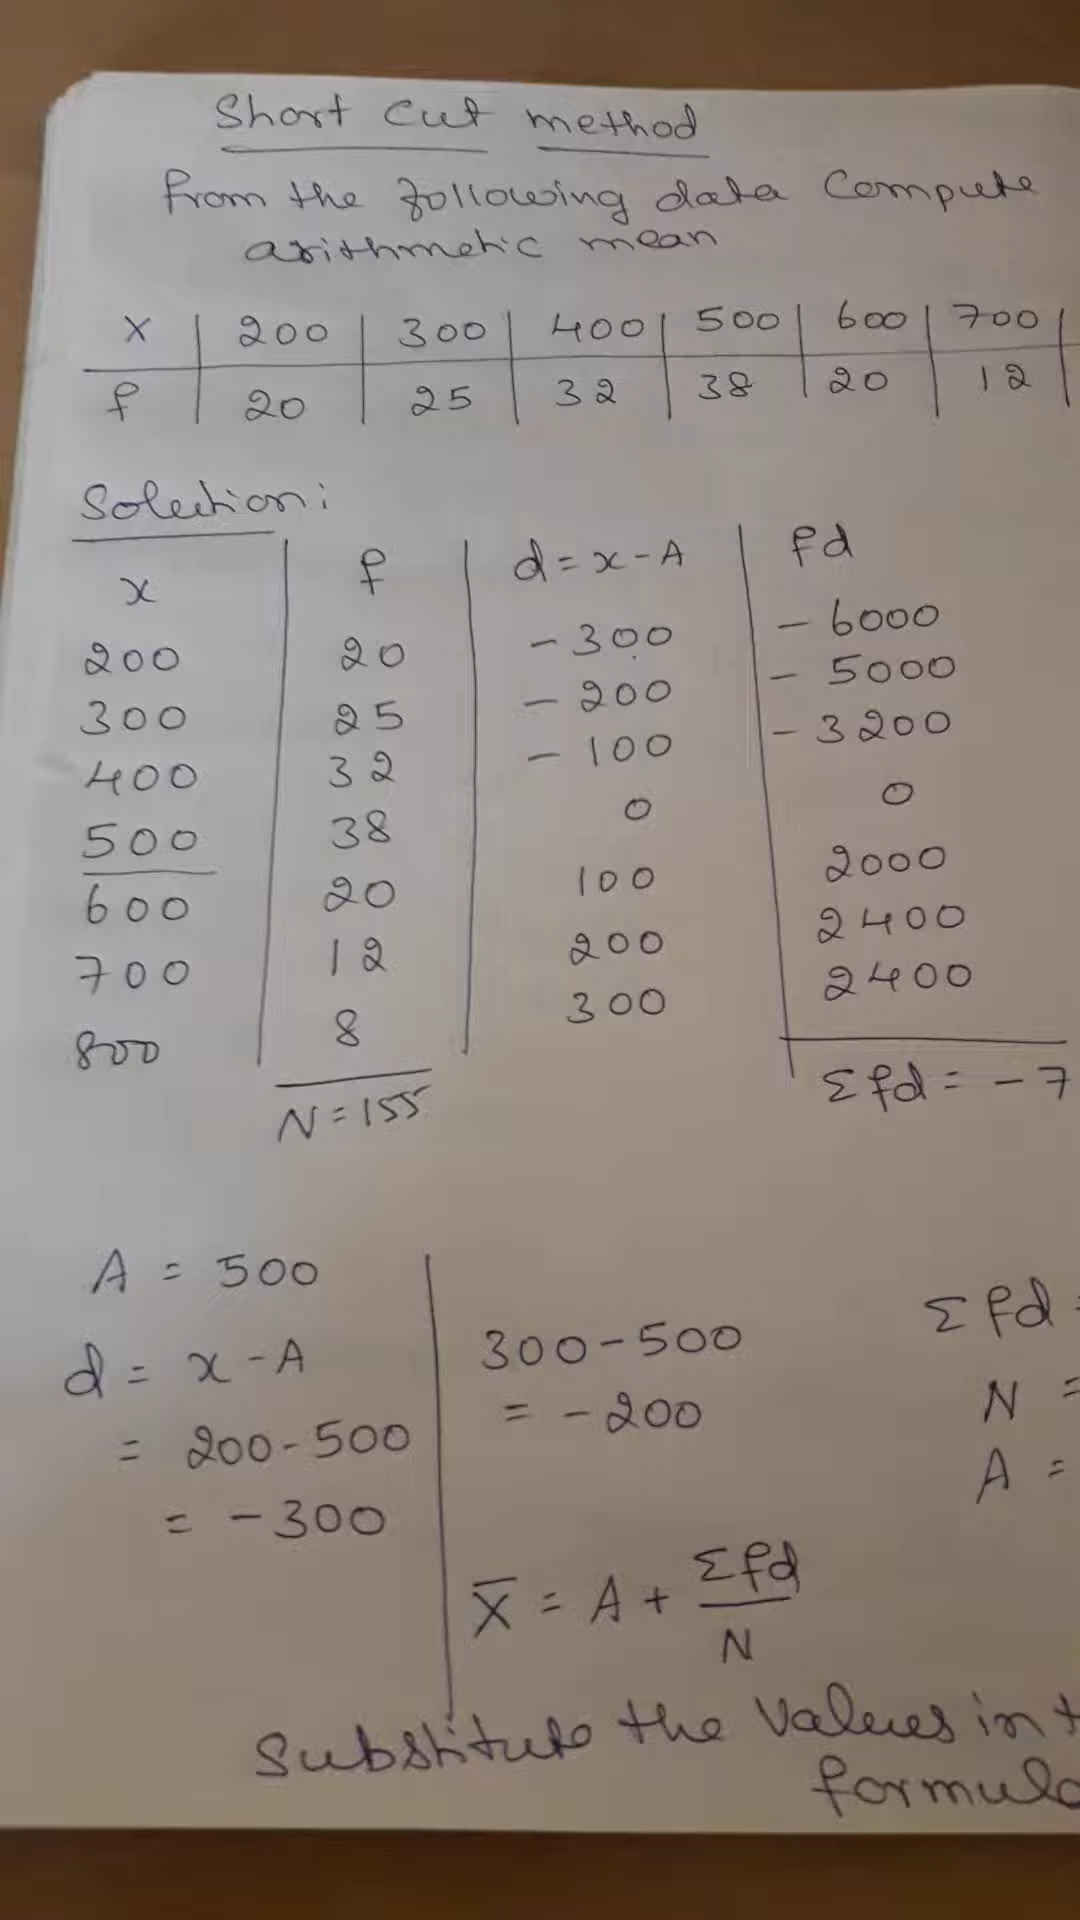 Short cut method
From the following data Compute
arithmetic mean
X | 200 | 300 | 400 | 500 | 600 | 700 |
f | 20 | 25 | 32 | 38 | 20 | 12 |
Solution:
x | f | d = x - A | fd
200 | 20 | - 300 | - 6000
300 | 25 | - 200 | - 5000
400 | 32 | - 100 | - 3200
500 | 38 | 0 | 0
600 | 20 | 100 | 2000
700 | 12 | 200 | 2400
800 | 8 | 300 | 2400
N = 155 | Σfd = - 7
A = 500
d = x - A
= 200 - 500
= - 300
300 - 500
= - 200
Σfd =
N =
A =
X̄ = A + Σfd / N
Substitute the values in